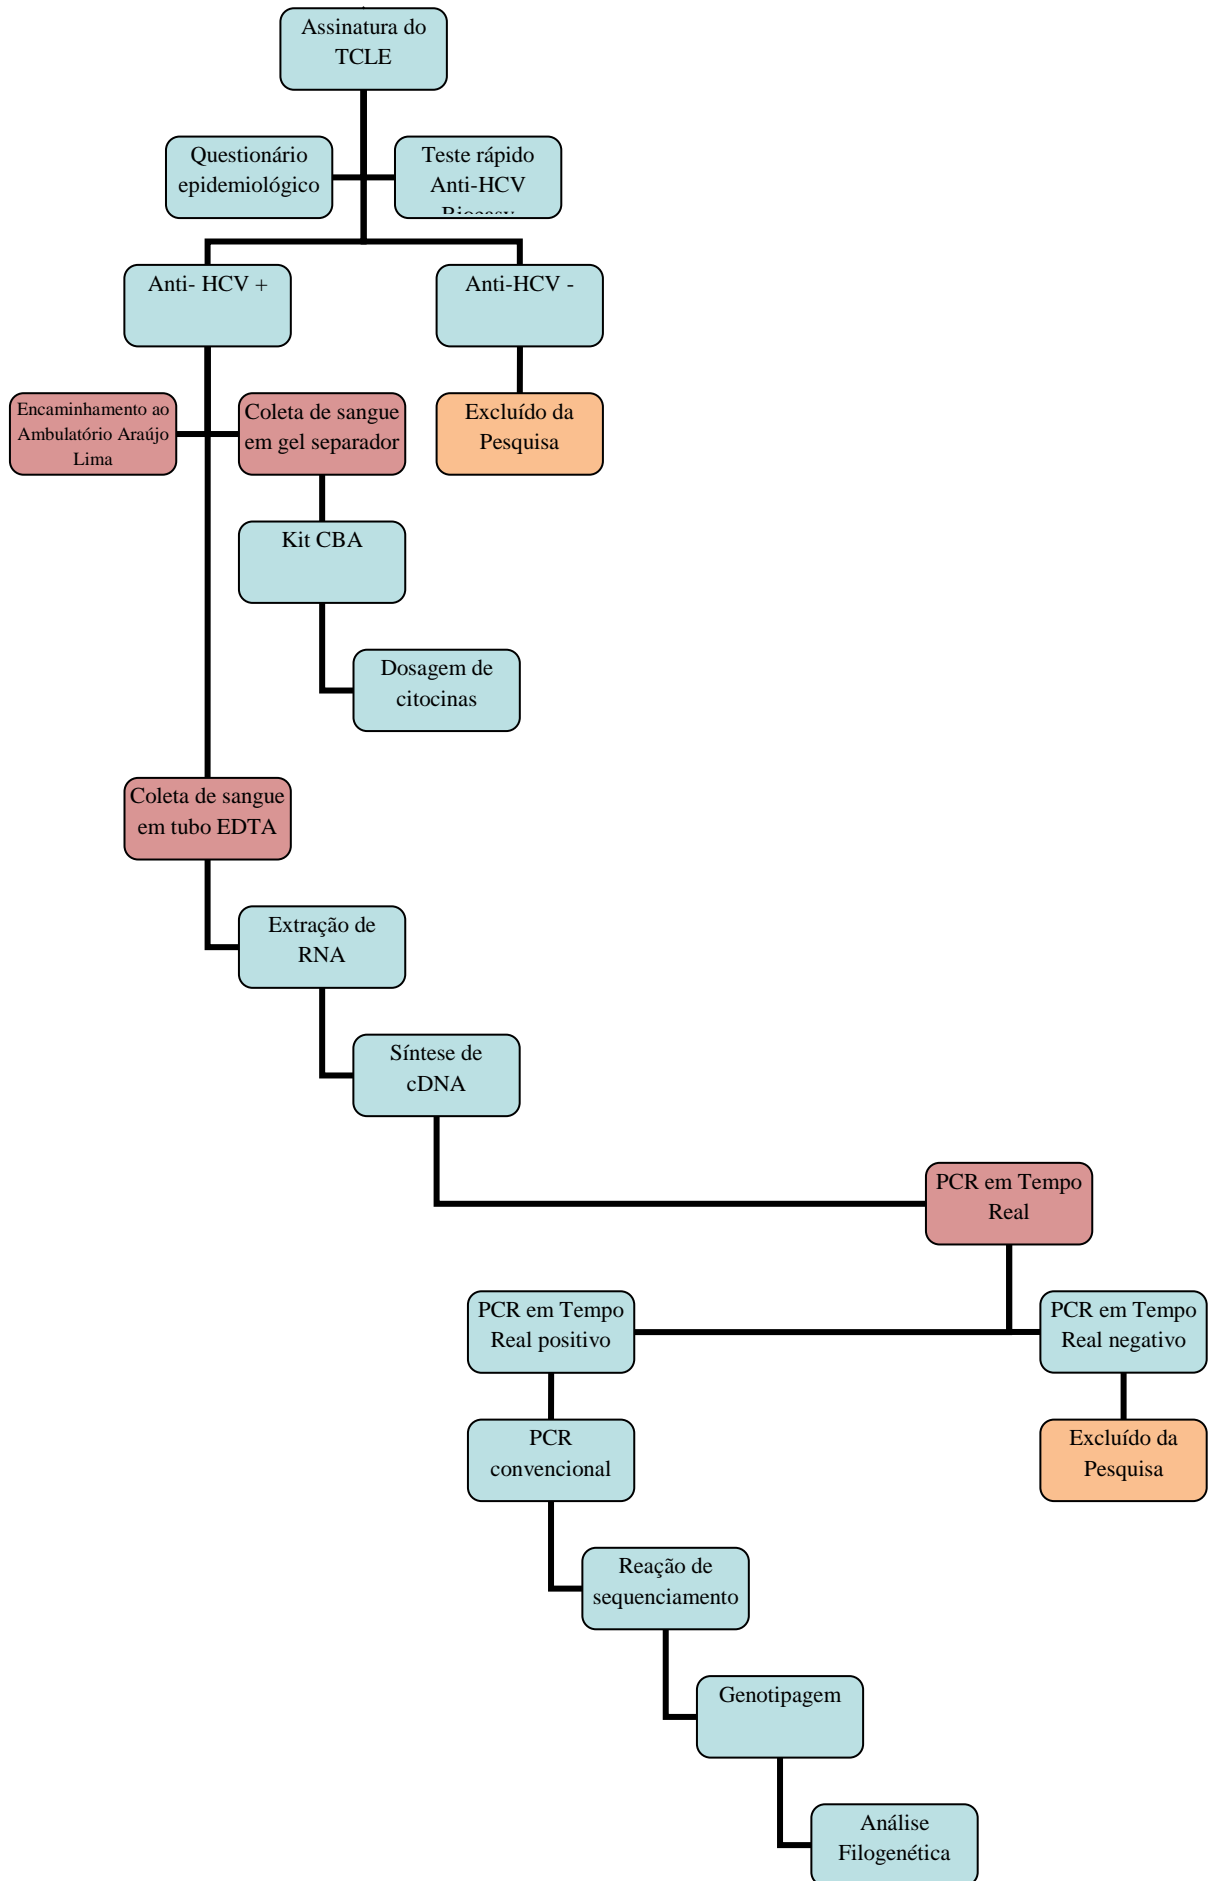 Assinatura do
TCLE
Questionário
epidemiológico
Teste rápido
Anti-HCV
Anti- HCV +
Anti-HCV -
Encaminhamento ao
Ambulatório Araújo
Lima
Coleta de sangue
em gel separador
Excluído da
Pesquisa
Kit CBA
Dosagem de
citocinas
Coleta de sangue
em tubo EDTA
Extração de
RNA
Síntese de
cDNA
PCR em Tempo
Real
PCR em Tempo
Real positivo
PCR em Tempo
Real negativo
PCR
convencional
Excluído da
Pesquisa
Reação de
sequenciamento
Genotipagem
Análise
Filogenética